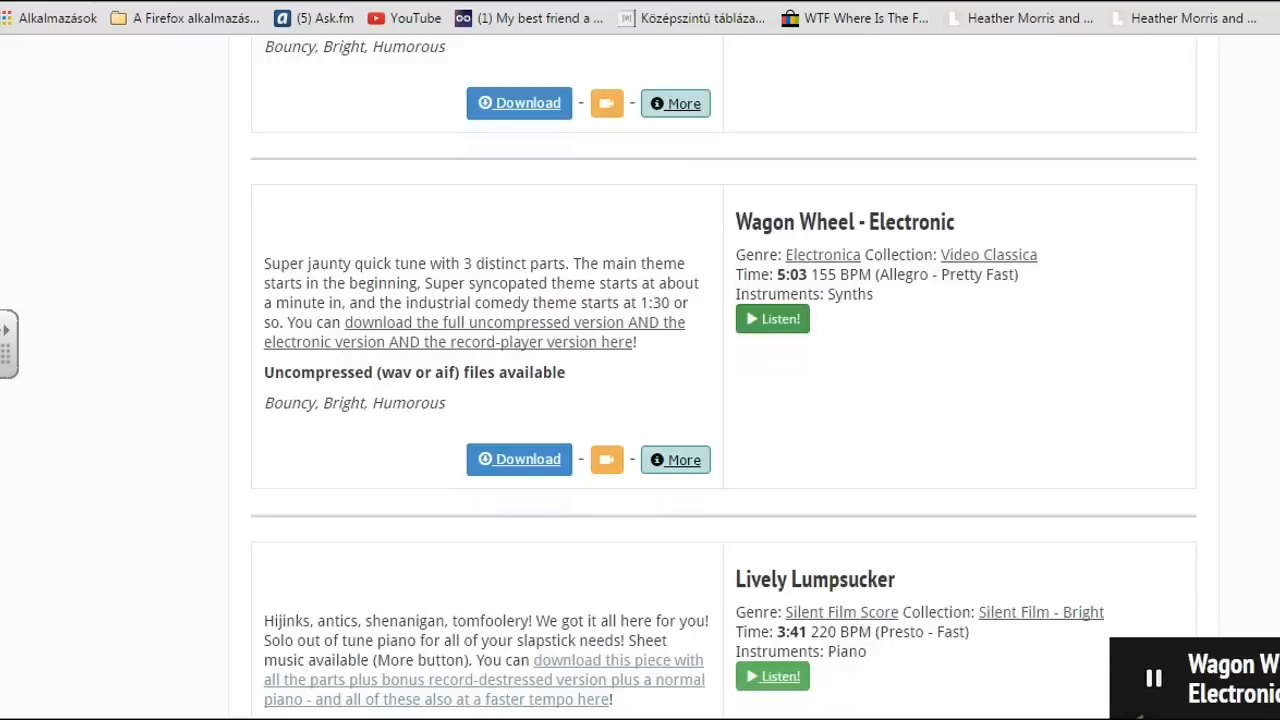 Alkalmazások A Firefox alkalmazás... (5) Ask.fm YouTube (1) My best friend a ... Középszintű tábláza... WTF Where Is The F... Heather Morris and ... Heather Morris and ...
Bouncy, Bright, Humorous
Download - - More
Wagon Wheel - Electronic
Genre: Electronica Collection: Video Classica
Time: 5:03 155 BPM (Allegro - Pretty Fast)
Instruments: Synths
Listen!
Super jaunty quick tune with 3 distinct parts. The main theme
starts in the beginning, Super syncopated theme starts at about
a minute in, and the industrial comedy theme starts at 1:30 or
so. You can download the full uncompressed version AND the
electronic version AND the record-player version here!
Uncompressed (wav or aif) files available
Bouncy, Bright, Humorous
Download - - More
Lively Lumpsucker
Genre: Silent Film Score Collection: Silent Film - Bright
Time: 3:41 220 BPM (Presto - Fast)
Instruments: Piano
Listen!
Hijinks, antics, shenanigan, tomfoolery! We got it all here for you!
Solo out of tune piano for all of your slapstick needs! Sheet
music available (More button). You can download this piece with
all the parts plus bonus record-destressed version plus a normal
piano - and all of these also at a faster tempo here!
Wagon W
Electronic